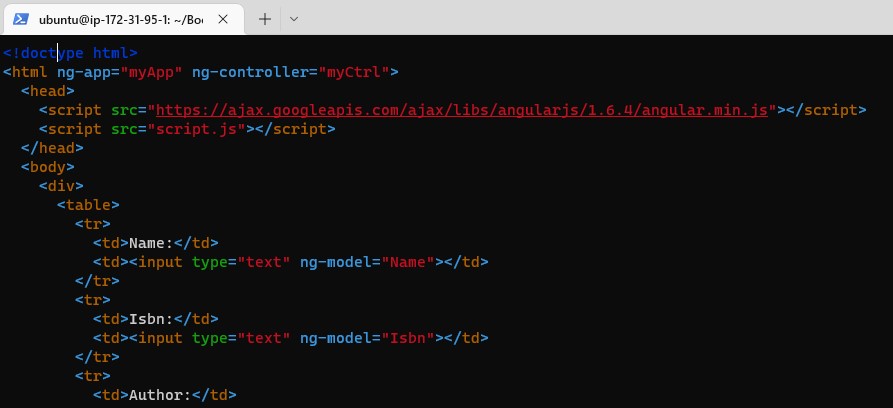 ubuntu@ip-172-31-95-1: ~/Boo
<!doctype html>
<html ng-app="myApp" ng-controller="myCtrl">
  <head>
    <script src="https://ajax.googleapis.com/ajax/libs/angularjs/1.6.4/angular.min.js"></script>
    <script src="script.js"></script>
  </head>
  <body>
    <div>
      <table>
        <tr>
          <td>Name:</td>
          <td><input type="text" ng-model="Name"></td>
        </tr>
        <tr>
          <td>Isbn:</td>
          <td><input type="text" ng-model="Isbn"></td>
        </tr>
        <tr>
          <td>Author:</td>